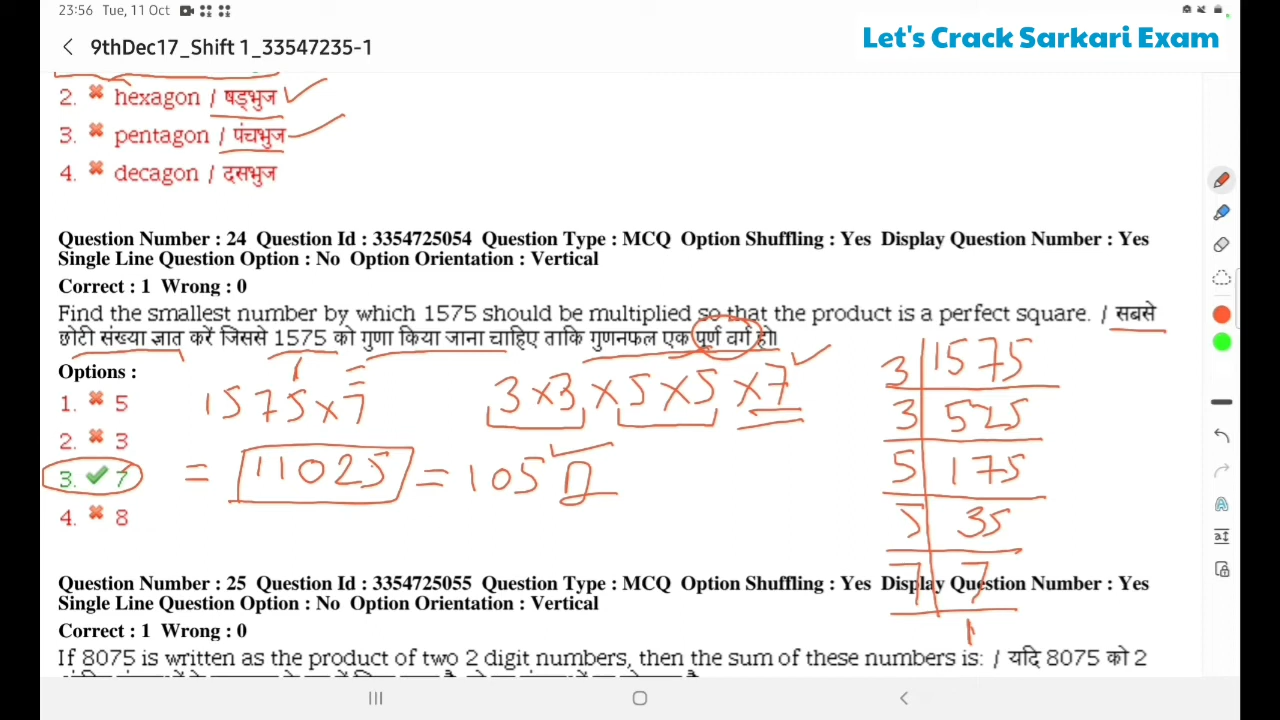 23:56 Tue, 11 Oct
9thDec17_Shift 1_33547235-1
Let's Crack Sarkari Exam
2. hexagon / षड्भुज
3. pentagon / पंचभुज
4. decagon / दसभुज
Question Number : 24 Question Id : 3354725054 Question Type : MCQ Option Shuffling : Yes Display Question Number : Yes
Single Line Question Option : No Option Orientation : Vertical
Correct : 1 Wrong : 0
Find the smallest number by which 1575 should be multiplied so that the product is a perfect square. / सबसे
छोटी संख्या ज्ञात करें जिससे 1575 को गुणा किया जाना चाहिए ताकि गुणनफल एक पूर्ण वर्ग हो।
Options :
1. 5
2. 3
3. 7
4. 8
1575 x 7
= 11025 = 105
3 x 3 x 5 x 5 x 7
3 1575
3 525
5 175
5 35
7 7
1
Question Number : 25 Question Id : 3354725055 Question Type : MCQ Option Shuffling : Yes Display Question Number : Yes
Single Line Question Option : No Option Orientation : Vertical
Correct : 1 Wrong : 0
If 8075 is written as the product of two 2 digit numbers, then the sum of these numbers is: / यदि 8075 को 2